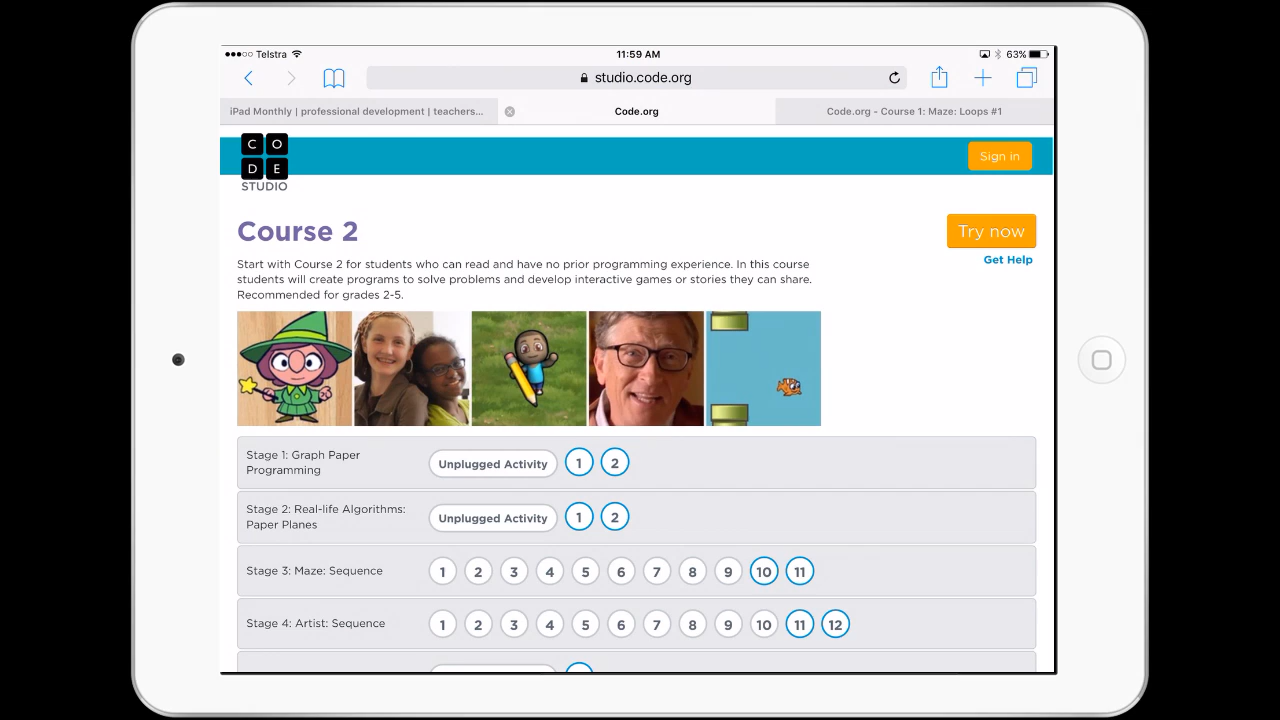 Telstra
11:59 AM
63%
studio.code.org
iPad Monthly | professional development | teachers...
Code.org
Code.org - Course 1: Maze: Loops #1
C O
D E
STUDIO
Sign in
Course 2
Try now
Get Help
Start with Course 2 for students who can read and have no prior programming experience. In this course
students will create programs to solve problems and develop interactive games or stories they can share.
Recommended for grades 2-5.
Stage 1: Graph Paper
Programming
Unplugged Activity 1 2
Stage 2: Real-life Algorithms:
Paper Planes
Unplugged Activity 1 2
Stage 3: Maze: Sequence 1 2 3 4 5 6 7 8 9 10 11
Stage 4: Artist: Sequence 1 2 3 4 5 6 7 8 9 10 11 12